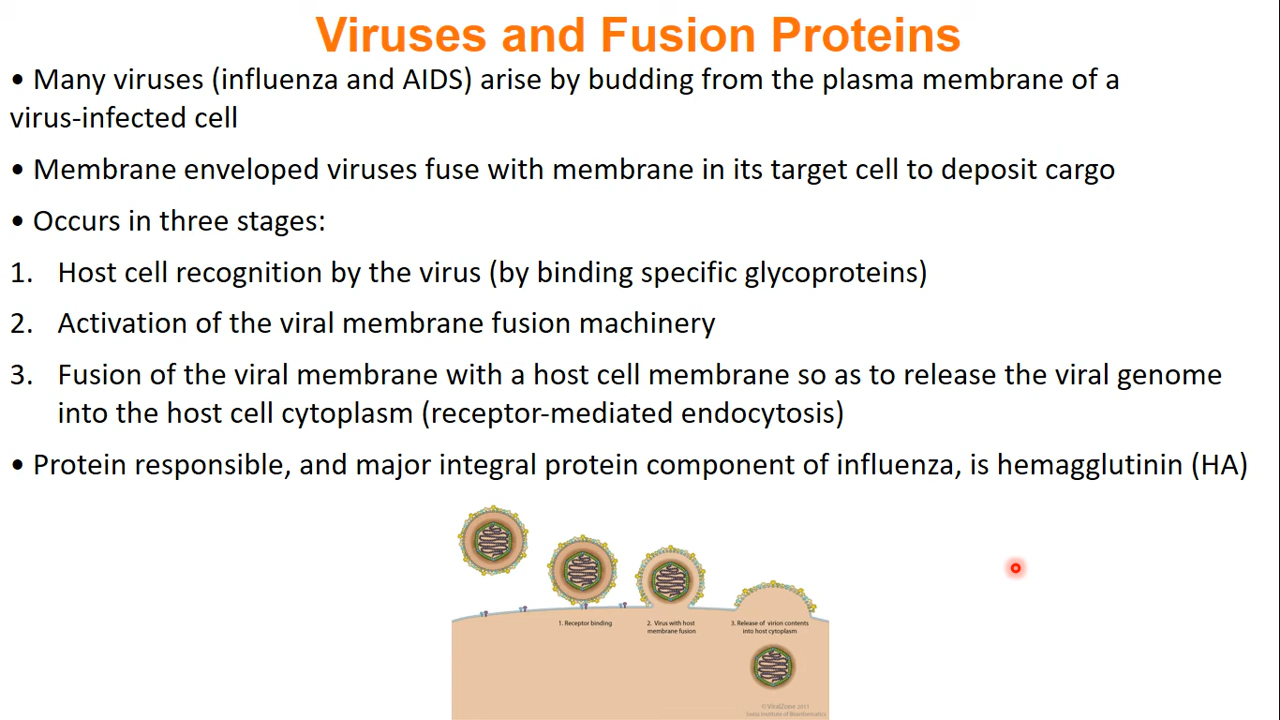 Viruses and Fusion Proteins
• Many viruses (influenza and AIDS) arise by budding from the plasma membrane of a
virus-infected cell
• Membrane enveloped viruses fuse with membrane in its target cell to deposit cargo
• Occurs in three stages:
1. Host cell recognition by the virus (by binding specific glycoproteins)
2. Activation of the viral membrane fusion machinery
3. Fusion of the viral membrane with a host cell membrane so as to release the viral genome
into the host cell cytoplasm (receptor-mediated endocytosis)
• Protein responsible, and major integral protein component of influenza, is hemagglutinin (HA)
1. Receptor binding
2. Virus with host
membrane fusion
3. Release of virion contents
into host cytoplasm
© ViralZone 2011
Swiss Institute of Bioinformatics